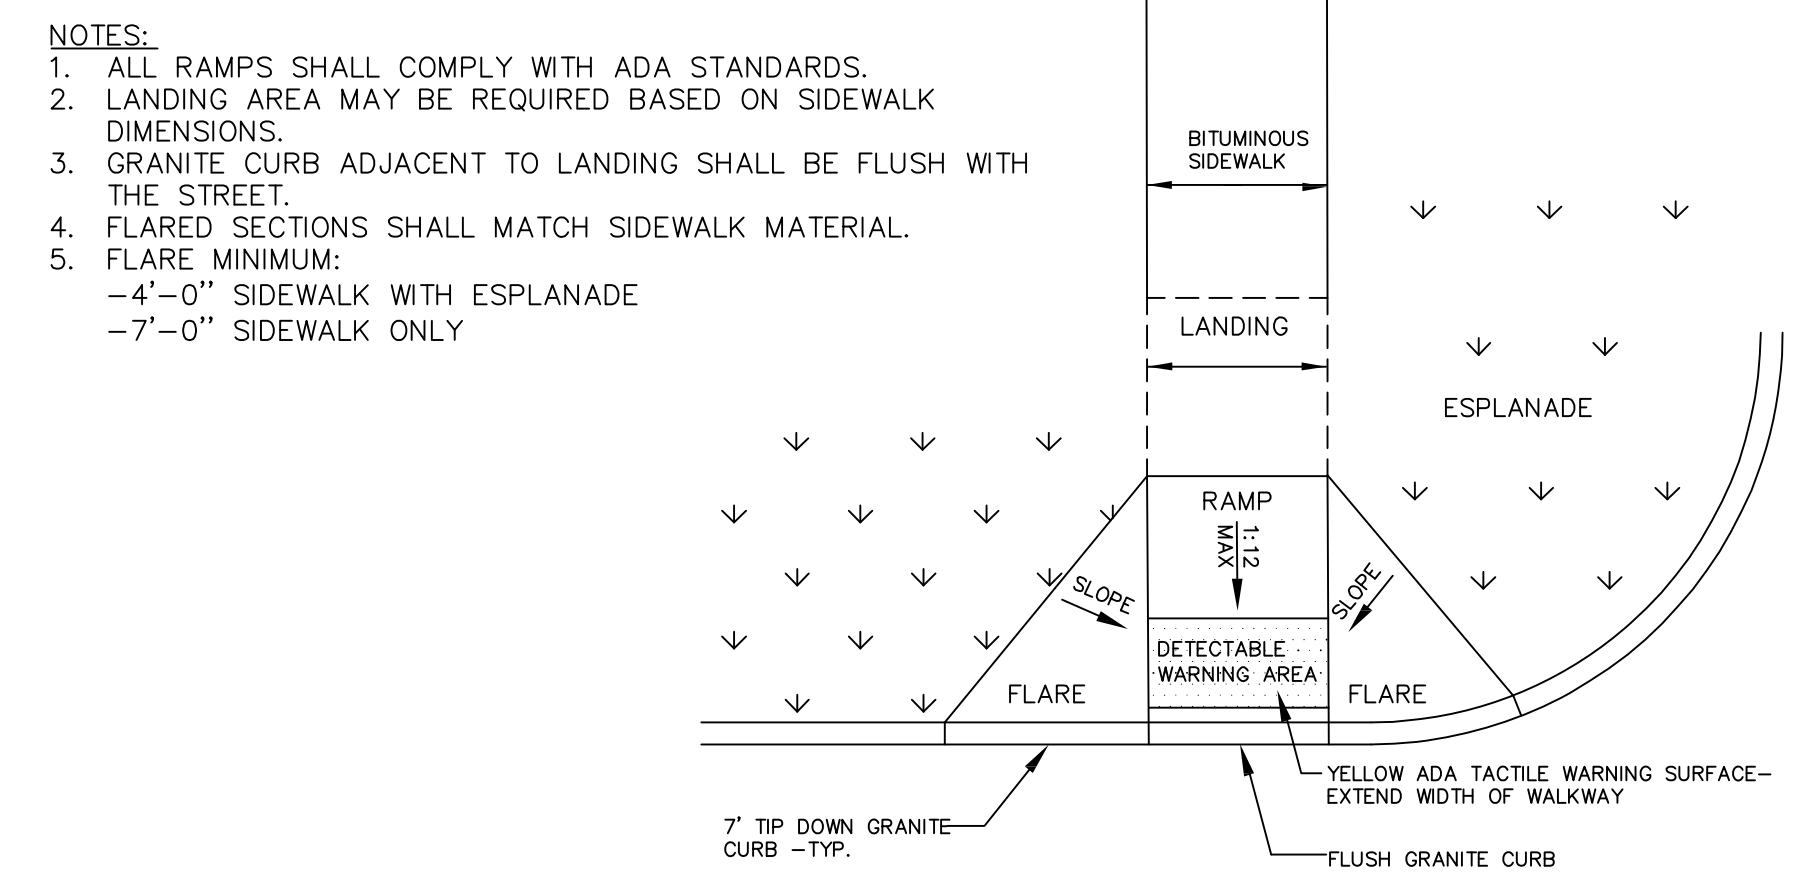 NOTES:
1. ALL RAMPS SHALL COMPLY WITH ADA STANDARDS.
2. LANDING AREA MAY BE REQUIRED BASED ON SIDEWALK
DIMENSIONS.
3. GRANITE CURB ADJACENT TO LANDING SHALL BE FLUSH WITH
THE STREET.
4. FLARED SECTIONS SHALL MATCH SIDEWALK MATERIAL.
5. FLARE MINIMUM:
-4'-0" SIDEWALK WITH ESPLANADE
-7'-0" SIDEWALK ONLY
BITUMINOUS
SIDEWALK
LANDING
ESPLANADE
RAMP
1:12
MAX
SLOPE
SLOPE
DETECTABLE
WARNING AREA
FLARE
FLARE
YELLOW ADA TACTILE WARNING SURFACE-
EXTEND WIDTH OF WALKWAY
7' TIP DOWN GRANITE
CURB -TYP.
FLUSH GRANITE CURB